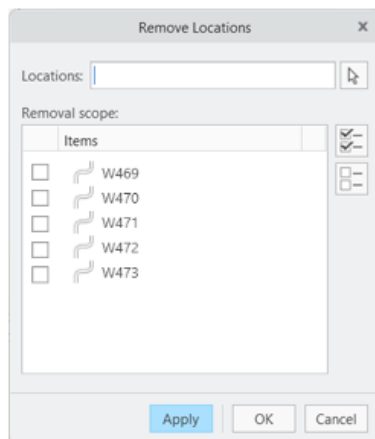 Remove Locations
Locations:
Removal scope:
Items
W469
W470
W471
W472
W473
Apply OK Cancel